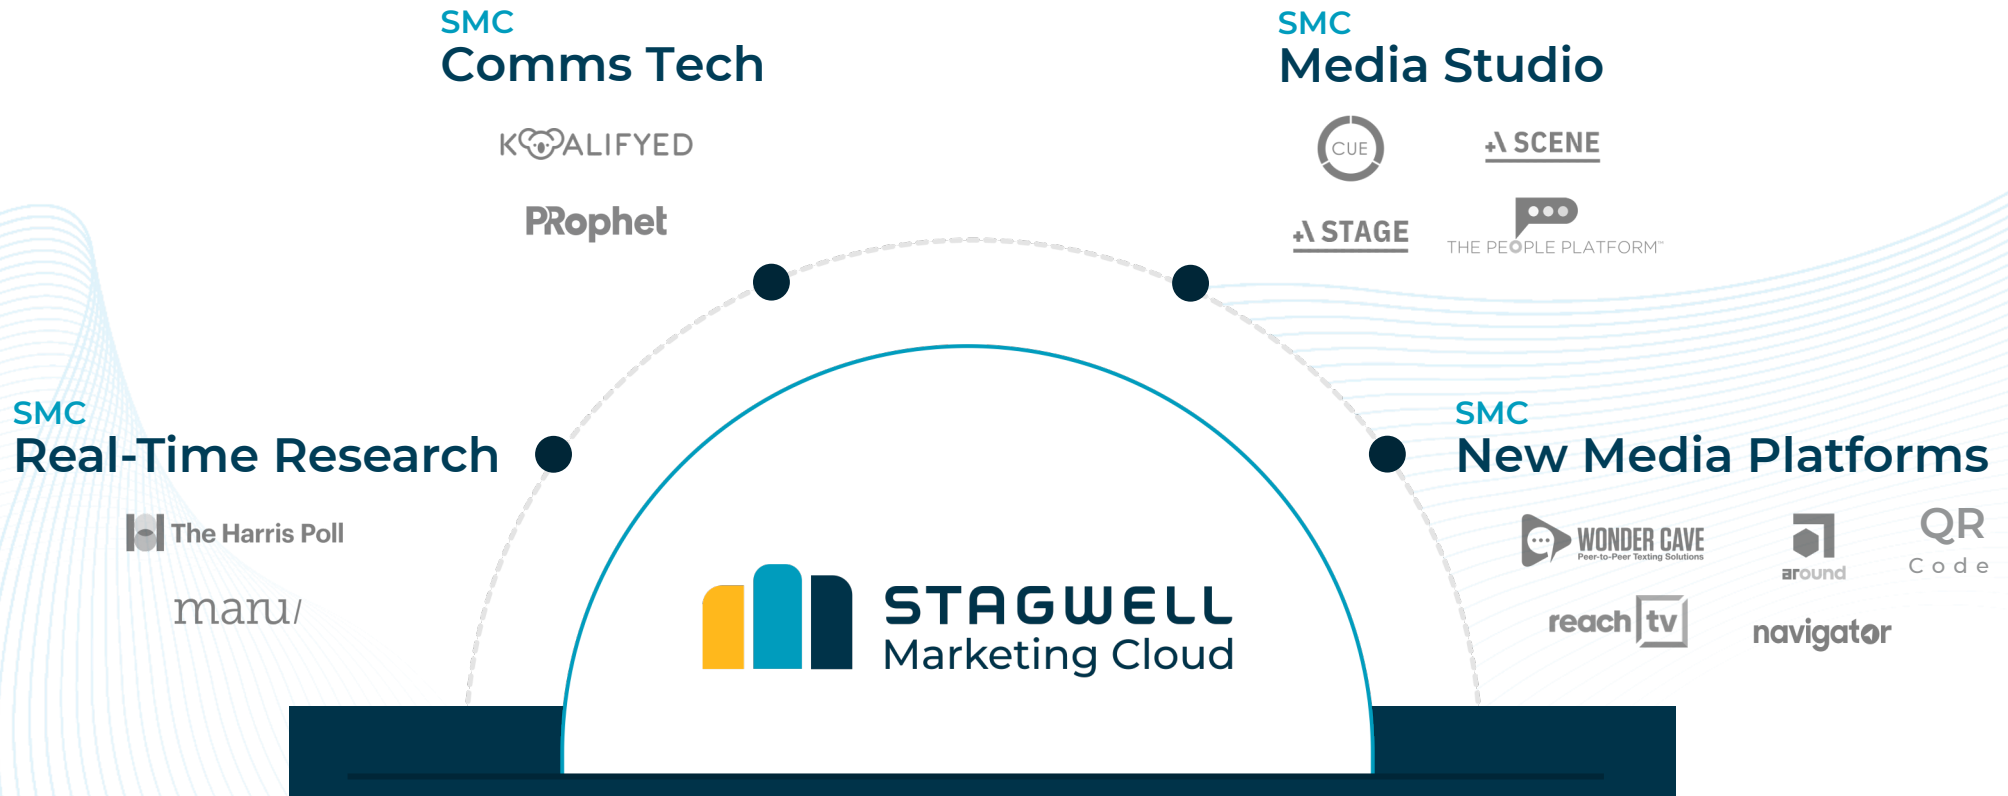 SMC
Comms Tech
KOALIFYED
PRophet
SMC
Media Studio
CUE
+A SCENE
+A STAGE
THE PEOPLE PLATFORM™
SMC
Real-Time Research
The Harris Poll
maru/
SMC
New Media Platforms
WONDER CAVE
Peer-to-Peer Texting Solutions
around
QR
Code
reach tv
navigator
STAGWELL
Marketing Cloud